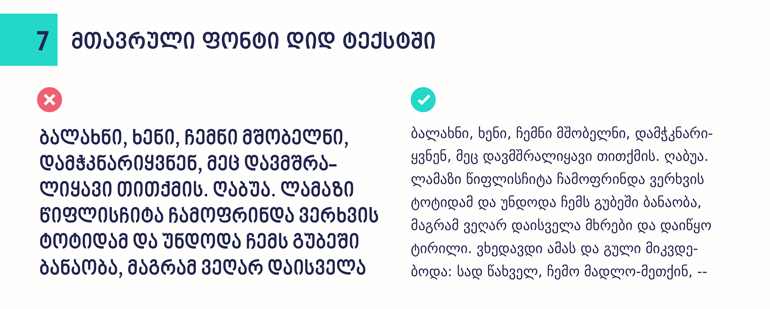 7 ᲛᲗᲐᲕᲠᲣᲚᲘ ᲤᲝᲜᲢᲘ ᲓᲘᲓ ᲢᲔᲥᲡᲢᲨᲘ
ᲑᲐᲚᲐᲮᲜᲘ, ᲮᲔᲜᲘ, ᲩᲔᲛᲜᲘ ᲛᲨᲝᲑᲔᲚᲜᲘ,
ᲓᲐᲛᲭᲙᲜᲐᲠᲘᲧᲕᲜᲔᲜ, ᲛᲔᲪ ᲓᲐᲕᲛᲨᲠᲐ-
ᲚᲘᲧᲐᲕᲘ ᲗᲘᲗᲥᲛᲘᲡ. ᲦᲐᲑᲣᲐ. ᲚᲐᲛᲐᲖᲘ
ᲬᲘᲤᲚᲘᲡᲩᲘᲢᲐ ᲩᲐᲛᲝᲤᲠᲘᲜᲓᲐ ᲕᲔᲠᲮᲕᲘᲡ
ᲢᲝᲢᲘᲓᲐᲛ ᲓᲐ ᲣᲜᲓᲝᲓᲐ ᲩᲔᲛᲡ ᲒᲣᲑᲔᲨᲘ
ᲑᲐᲜᲐᲝᲑᲐ, ᲛᲐᲒᲠᲐᲛ ᲕᲔᲦᲐᲠ ᲓᲐᲘᲡᲕᲔᲚᲐ
ბალახნი, ხენი, ჩემნი მშობელნი, დამჭკნარი-
ყვნენ, მეც დავმშრალიყავი თითქმის. ღაბუა.
ლამაზი წიფლისჩიტა ჩამოფრინდა ვერხვის
ტოტიდამ და უნდოდა ჩემს გუბეში ბანაობა,
მაგრამ ვეღარ დაისველა მხრები და დაიწყო
ტირილი. ვხედავდი ამას და გული მიკვდე-
ბოდა: სად წახველ, ჩემო მადლო-მეთქინ, --